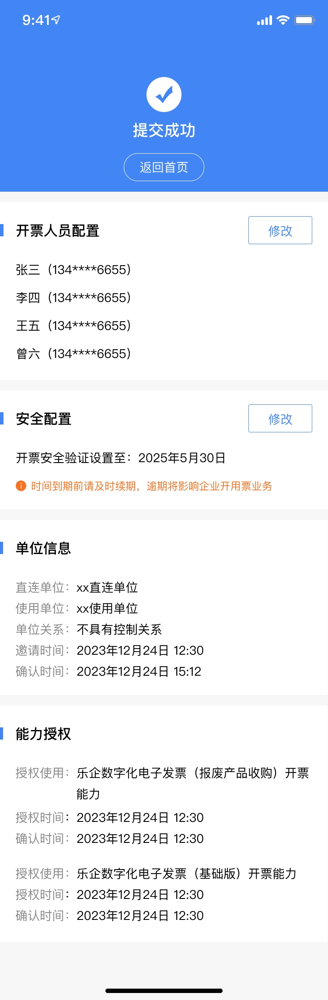 9:41
提交成功
返回首页
开票人员配置
修改
张三（134****6655）
李四（134****6655）
王五（134****6655）
曾六（134****6655）
安全配置
修改
开票安全验证设置至：2025年5月30日
时间到期前请及时续期，逾期将影响企业开用票业务
单位信息
直连单位：xx直连单位
使用单位：xx使用单位
单位关系：不具有控制关系
邀请时间：2023年12月24日 12:30
确认时间：2023年12月24日 15:12
能力授权
授权使用：乐企数字化电子发票（报废产品收购）开票
能力
授权时间：2023年12月24日 12:30
确认时间：2023年12月24日 12:30
授权使用：乐企数字化电子发票（基础版）开票能力
授权时间：2023年12月24日 12:30
确认时间：2023年12月24日 12:30